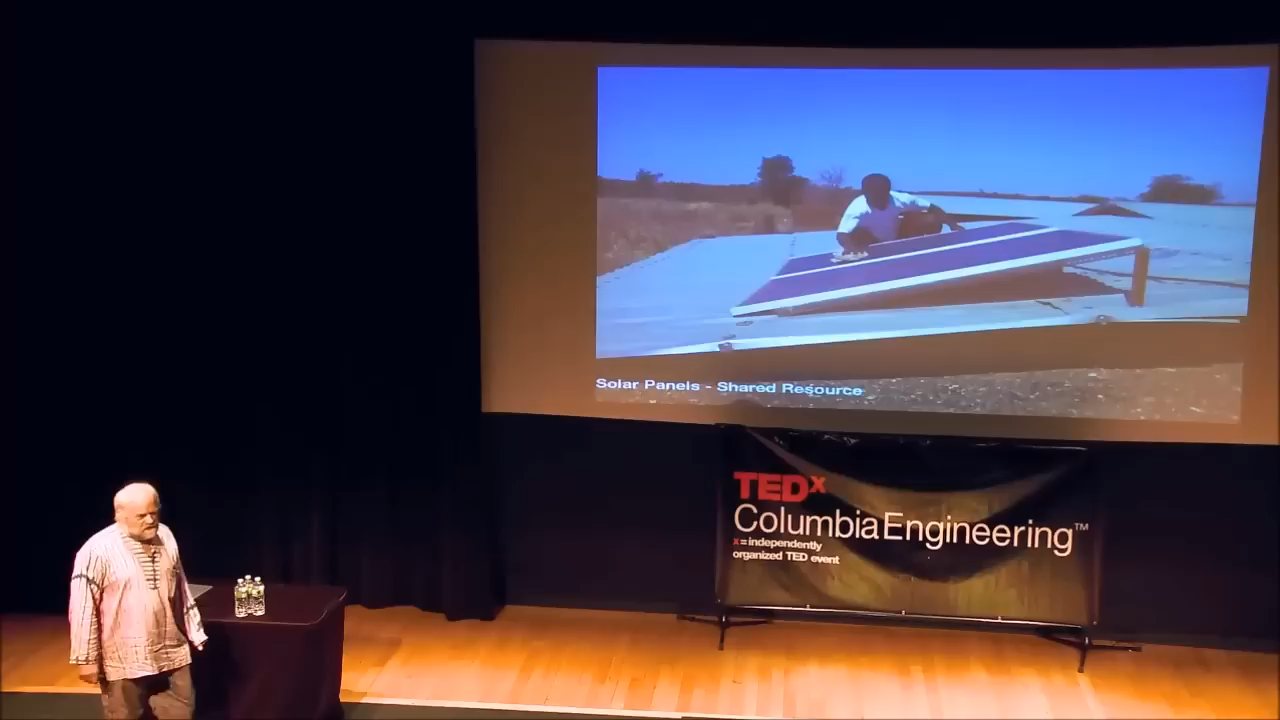 Solar Panels - Shared Resource
TEDx
ColumbiaEngineering™
x=independently
organized TED event